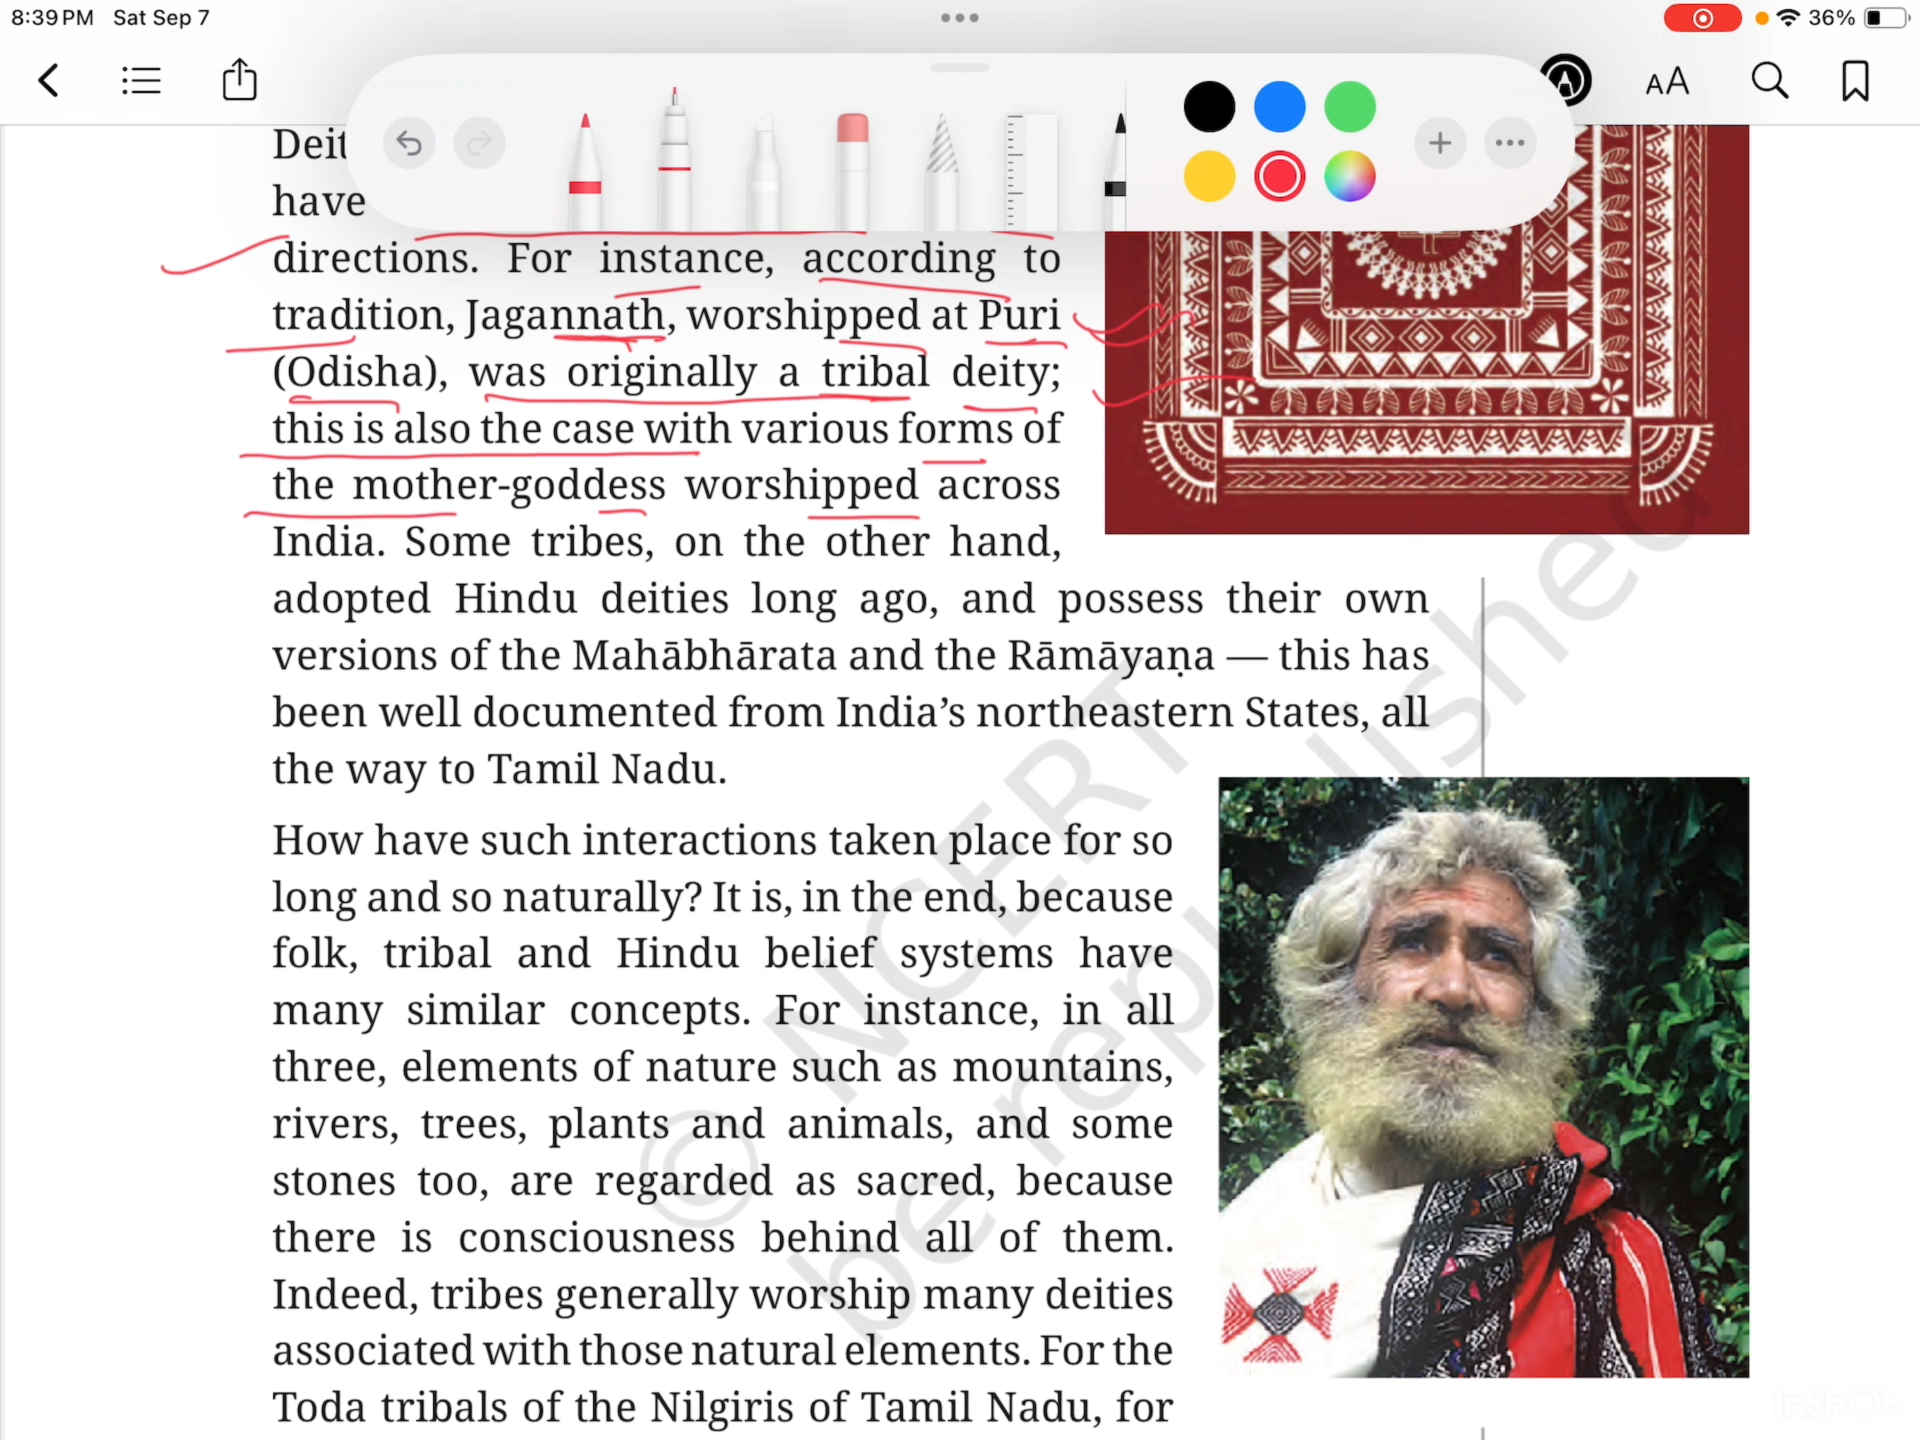 8:39 PM Sat Sep 7
36%
AA
Deit
have
directions. For instance, according to
tradition, Jagannath, worshipped at Puri
(Odisha), was originally a tribal deity;
this is also the case with various forms of
the mother-goddess worshipped across
India. Some tribes, on the other hand,
adopted Hindu deities long ago, and possess their own
versions of the Mahābhārata and the Rāmāyaṇa — this has
been well documented from India’s northeastern States, all
the way to Tamil Nadu.
How have such interactions taken place for so
long and so naturally? It is, in the end, because
folk, tribal and Hindu belief systems have
many similar concepts. For instance, in all
three, elements of nature such as mountains,
rivers, trees, plants and animals, and some
stones too, are regarded as sacred, because
there is consciousness behind all of them.
Indeed, tribes generally worship many deities
associated with those natural elements. For the
Toda tribals of the Nilgiris of Tamil Nadu, for
© NCERT
be republished
InShOt